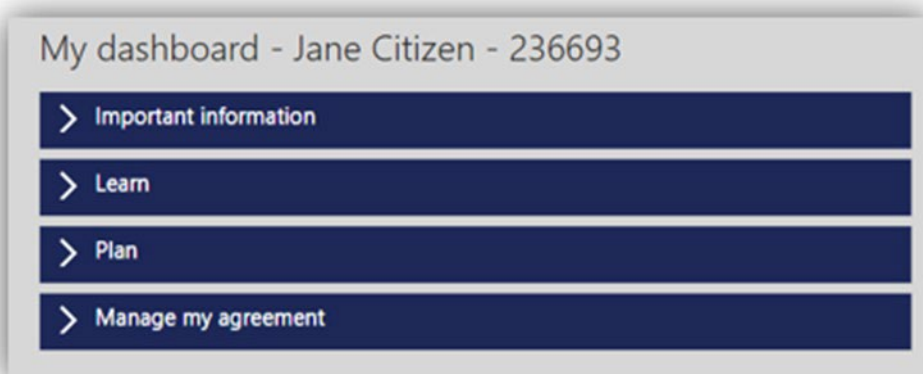 My dashboard - Jane Citizen - 236693
Important information
Learn
Plan
Manage my agreement